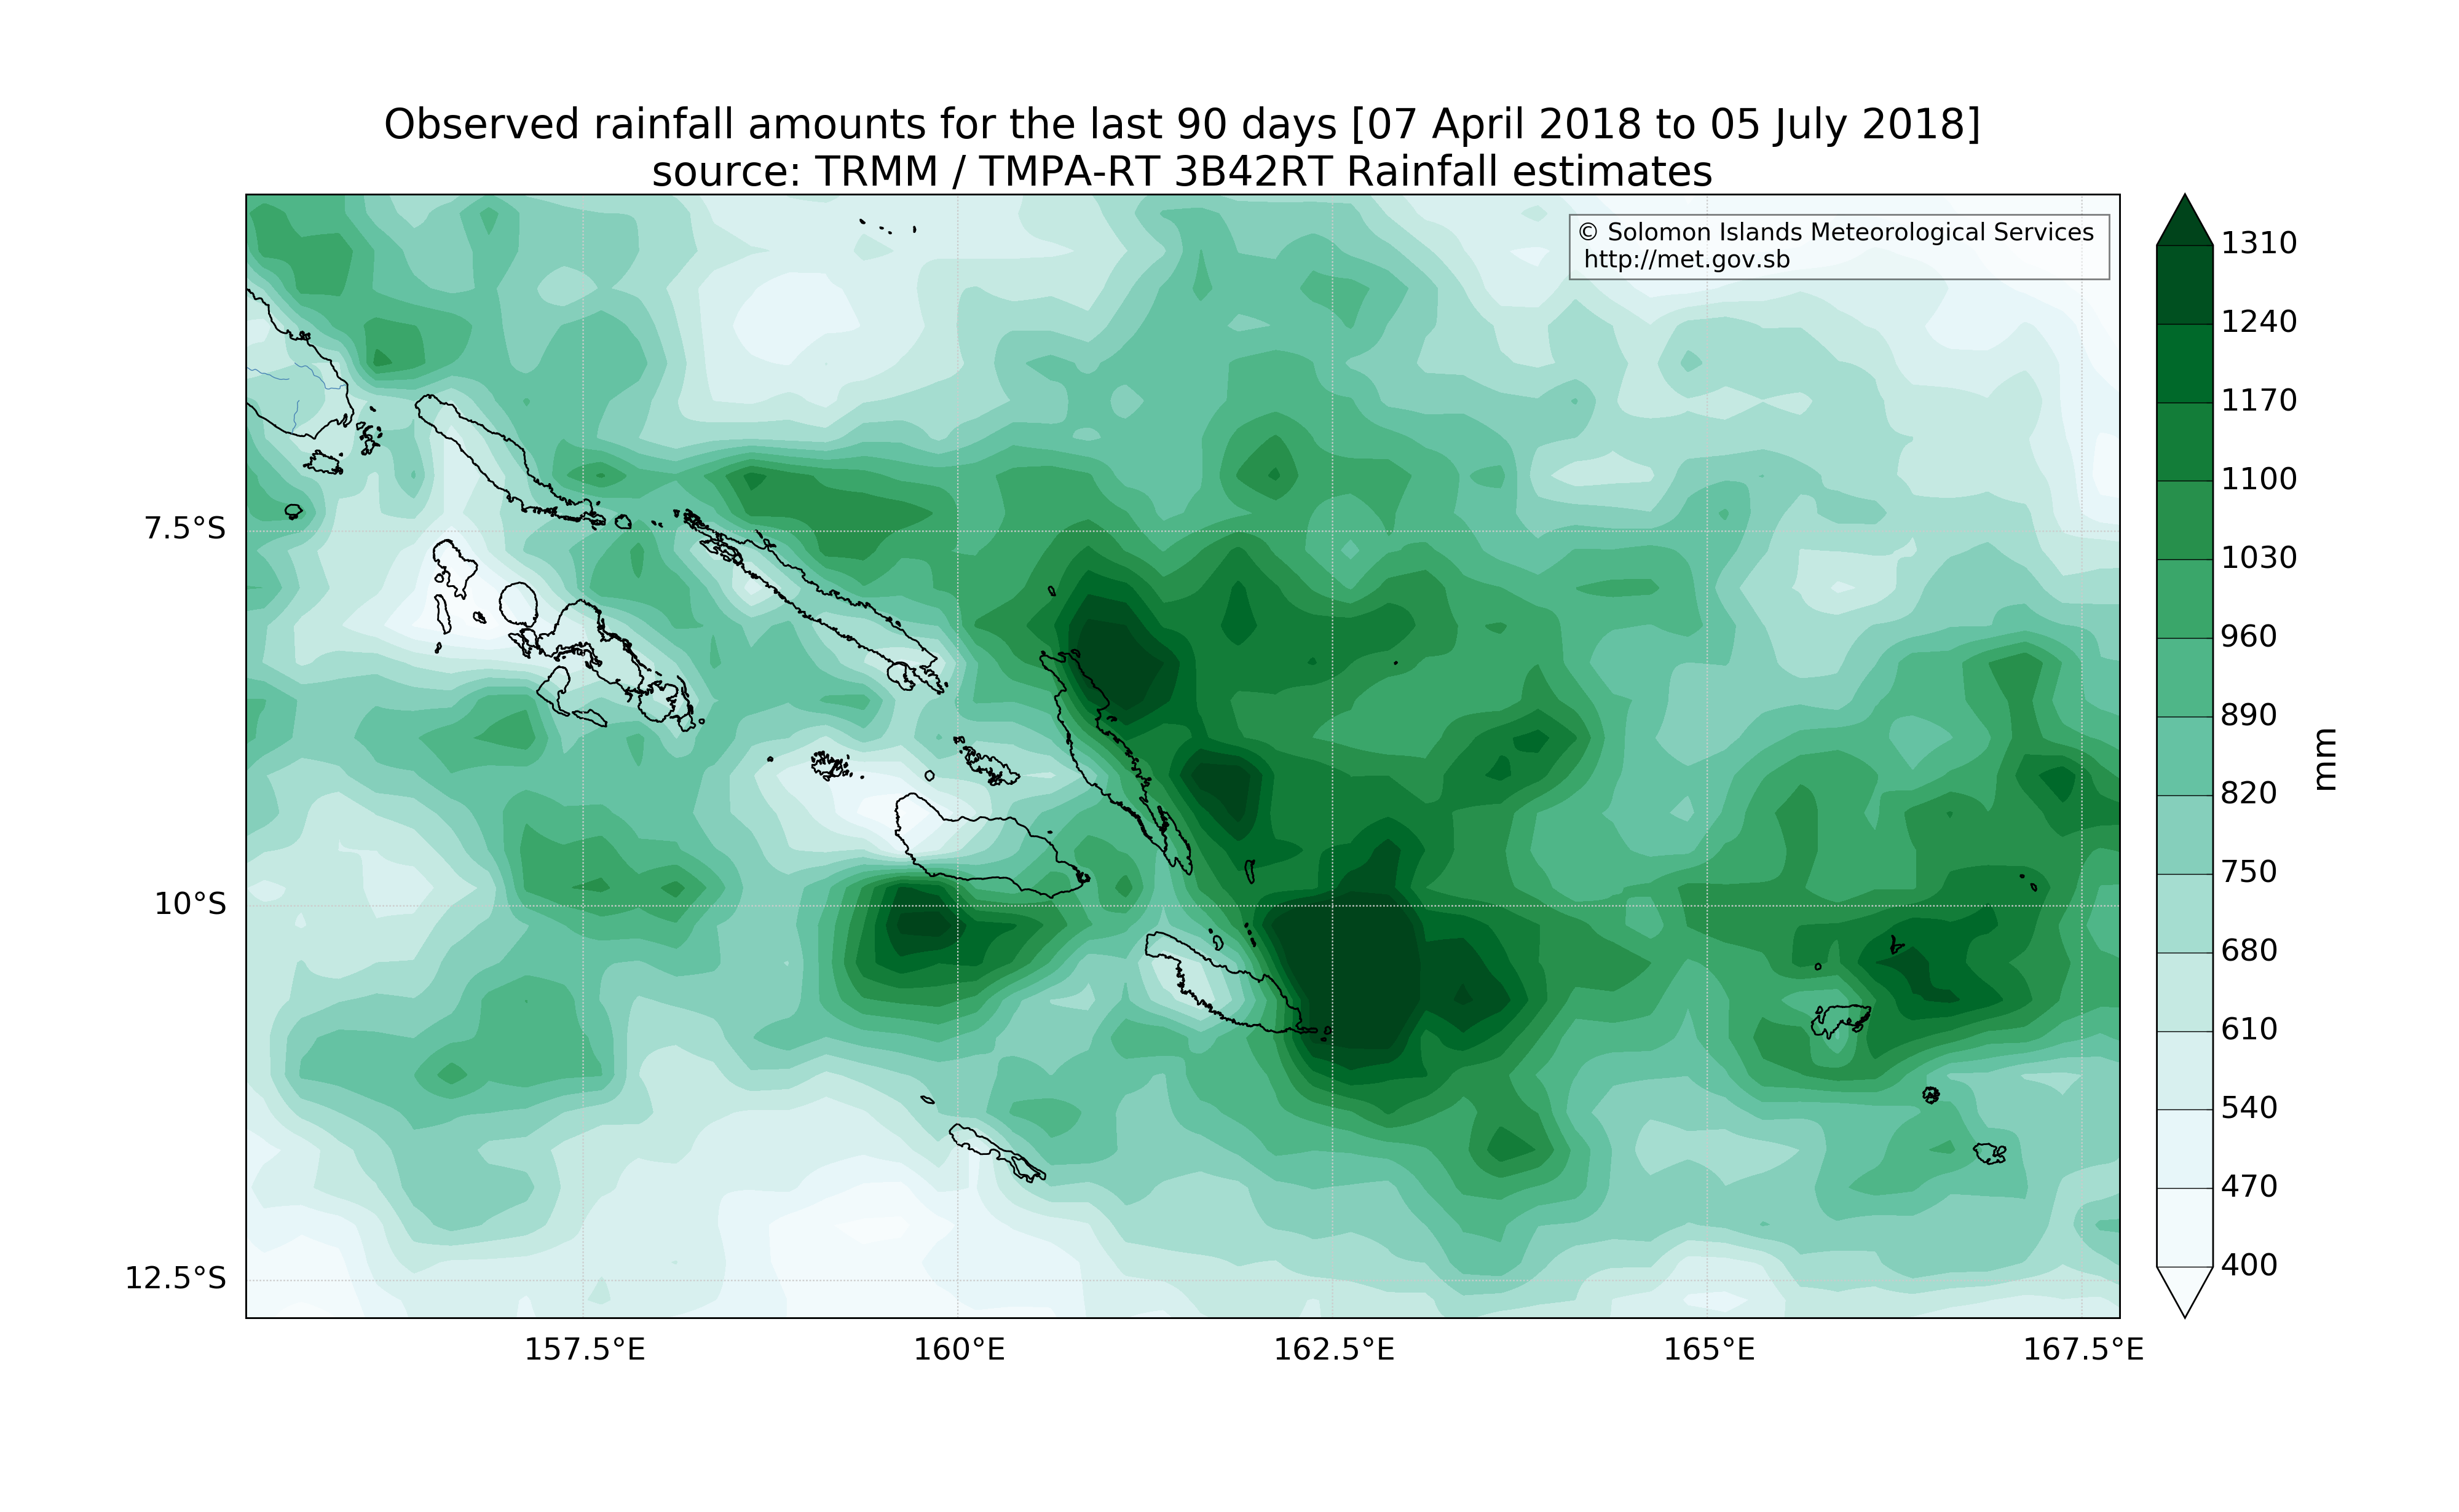 Observed rainfall amounts for the last 90 days [07 April 2018 to 05 July 2018]
source: TRMM / TMPA-RT 3B42RT Rainfall estimates
© Solomon Islands Meteorological Services
http://met.gov.sb
7.5°S
10°S
12.5°S
157.5°E
160°E
162.5°E
165°E
167.5°E
1310
1240
1170
1100
1030
960
890
820
750
680
610
540
470
400
mm